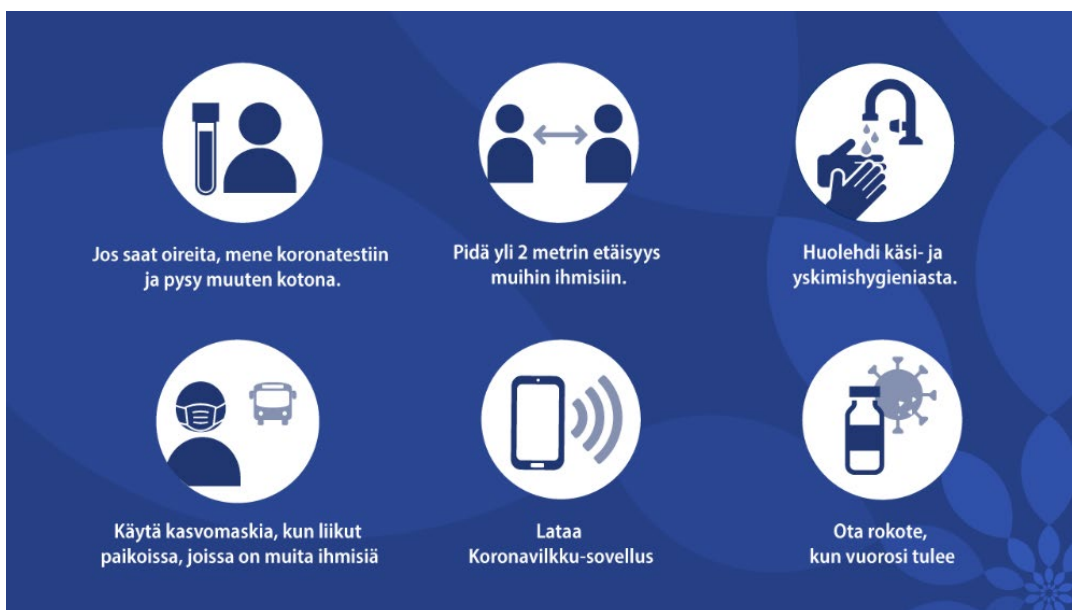 Jos saat oireita, mene koronatestiin
ja pysy muuten kotona.
Pidä yli 2 metrin etäisyys
muihin ihmisiin.
Huolehdi käsi- ja
yskimishygieniasta.
Käytä kasvomaskia, kun liikut
paikoissa, joissa on muita ihmisiä
Lataa
Koronavilkku-sovellus
Ota rokote,
kun vuorosi tulee